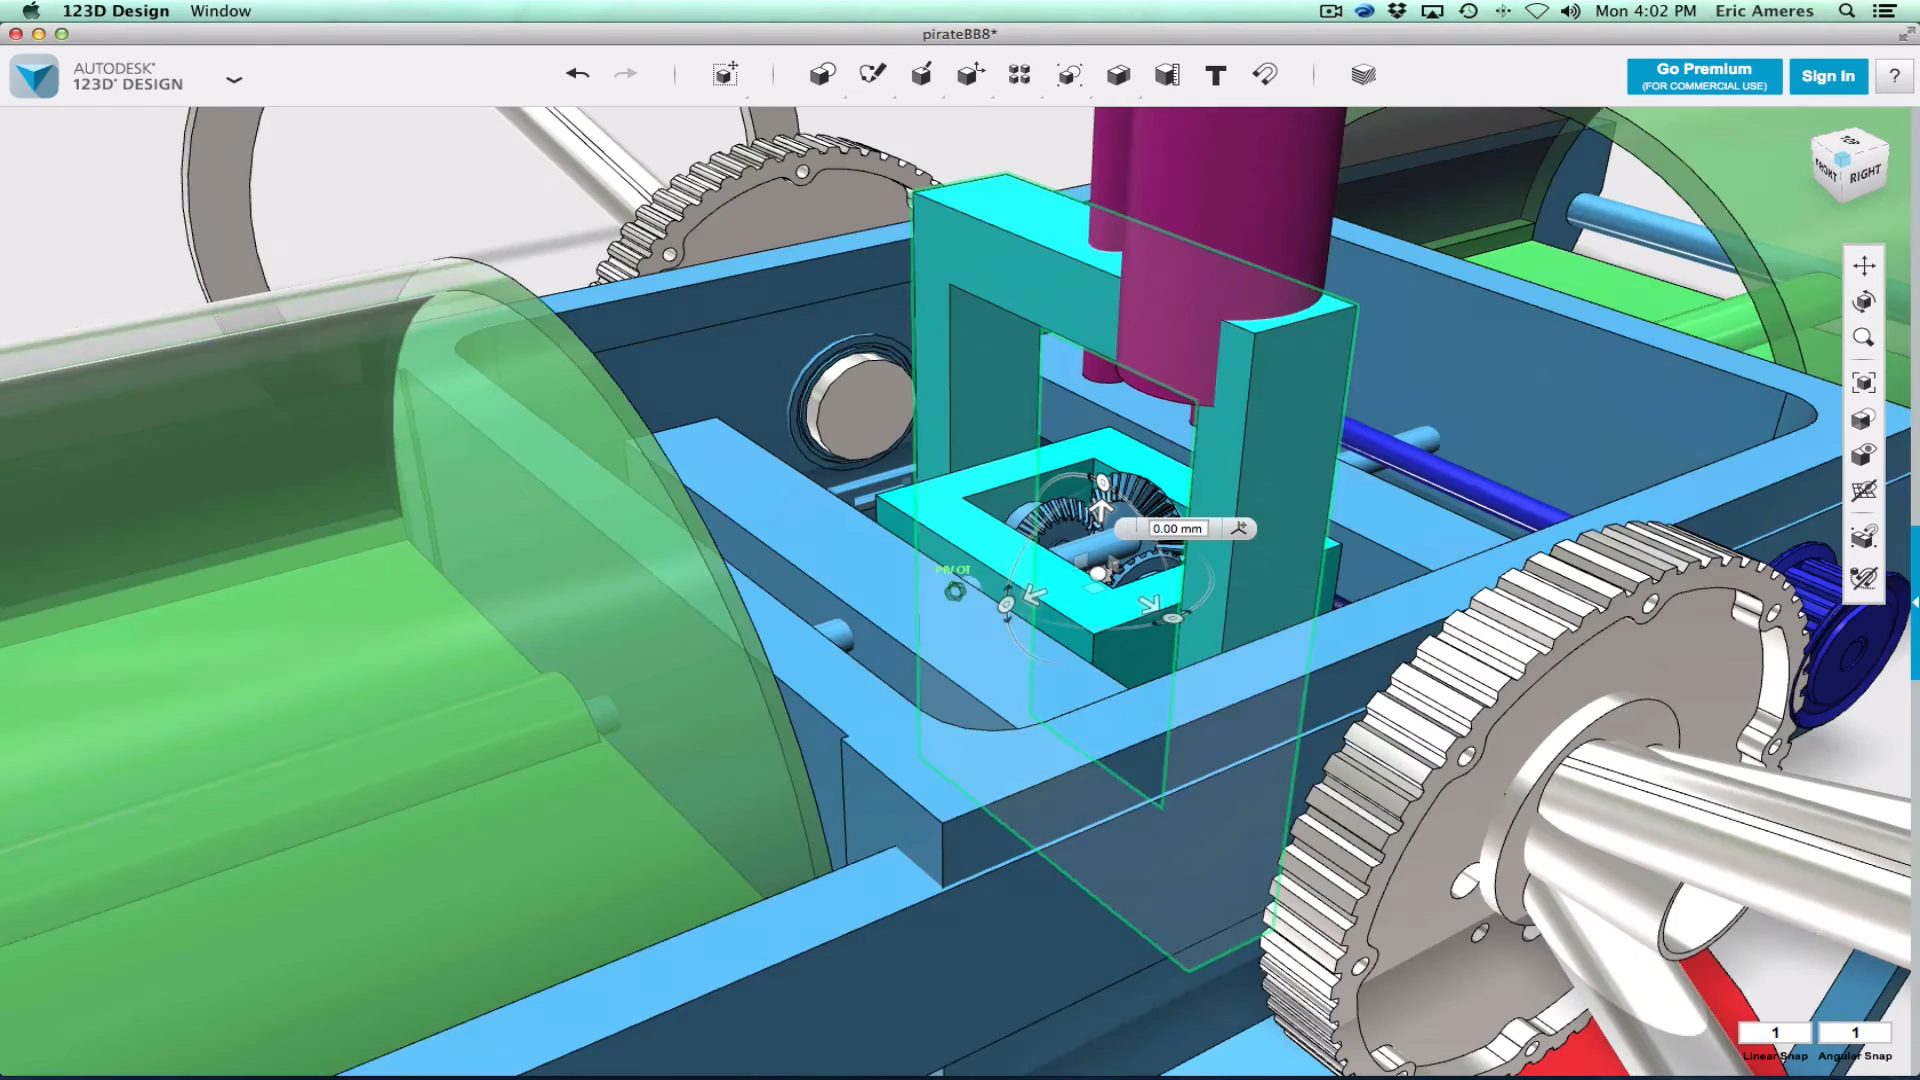 123D Design Window
Mon 4:02 PM Eric Ameres
pirateBB8*
AUTODESK®
123D® DESIGN
Go Premium
(FOR COMMERCIAL USE)
Sign In
?
TOP
FRONT
RIGHT
0.00 mm
PIVOT
1
1
Linear Snap
Angular Snap